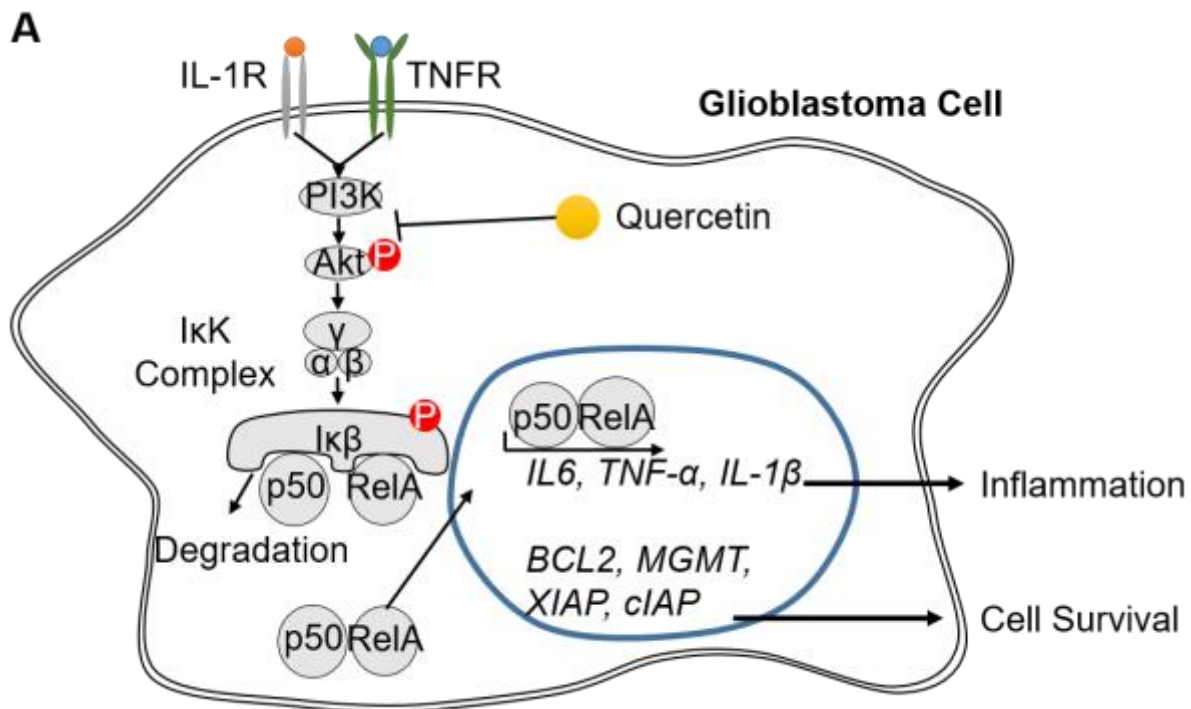 A
IL-1R
TNFR
Glioblastoma Cell
PI3K
Quercetin
Akt
P
IκK
Complex
γ
α
β
P
Iκβ
p50
RelA
Degradation
p50
RelA
p50
RelA
IL6, TNF-α, IL-1β
Inflammation
BCL2, MGMT,
XIAP, cIAP
Cell Survival